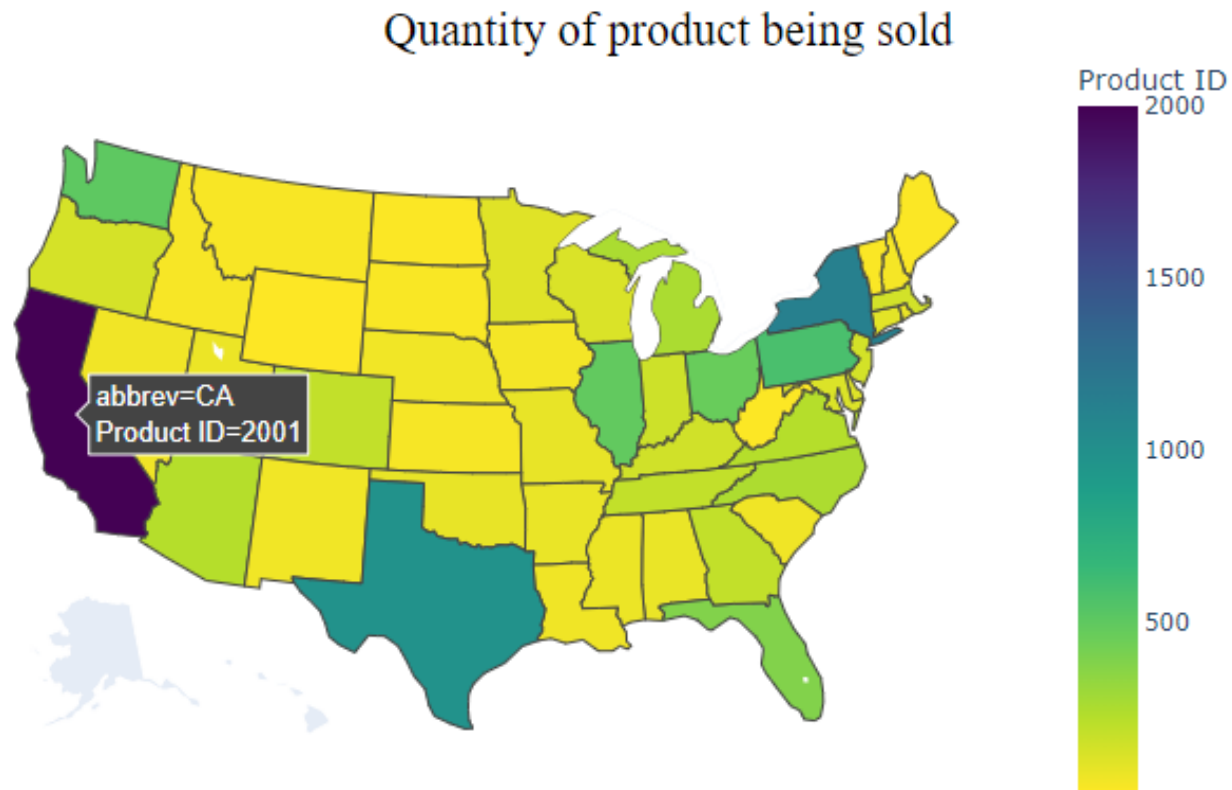 Quantity of product being sold
Product ID
2000
1500
1000
500
abbrev=CA
Product ID=2001